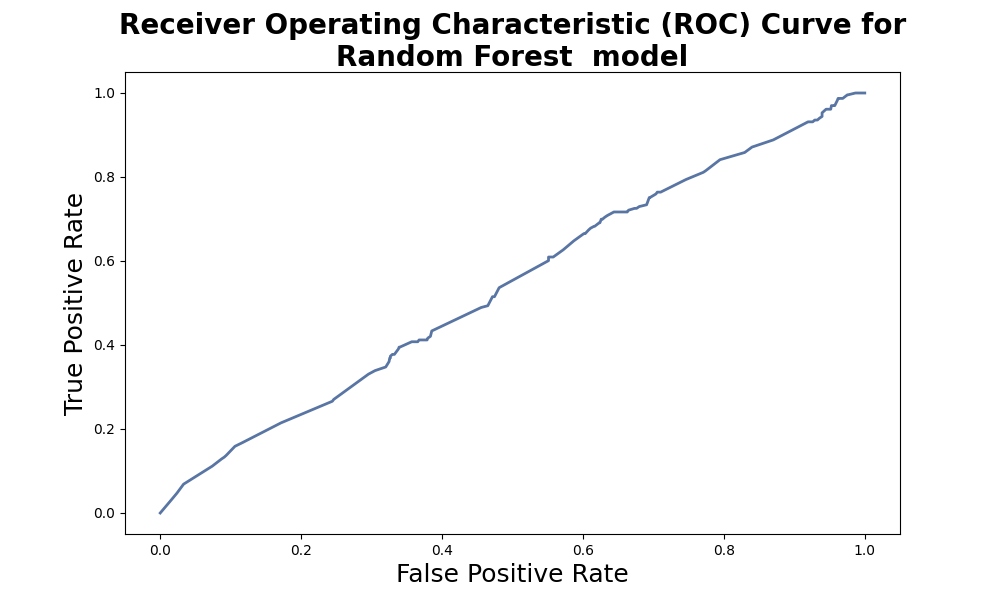 Receiver Operating Characteristic (ROC) Curve for
Random Forest  model
1.0
0.8
0.6
0.4
0.2
0.0
True Positive Rate
0.0 0.2 0.4 0.6 0.8 1.0
False Positive Rate